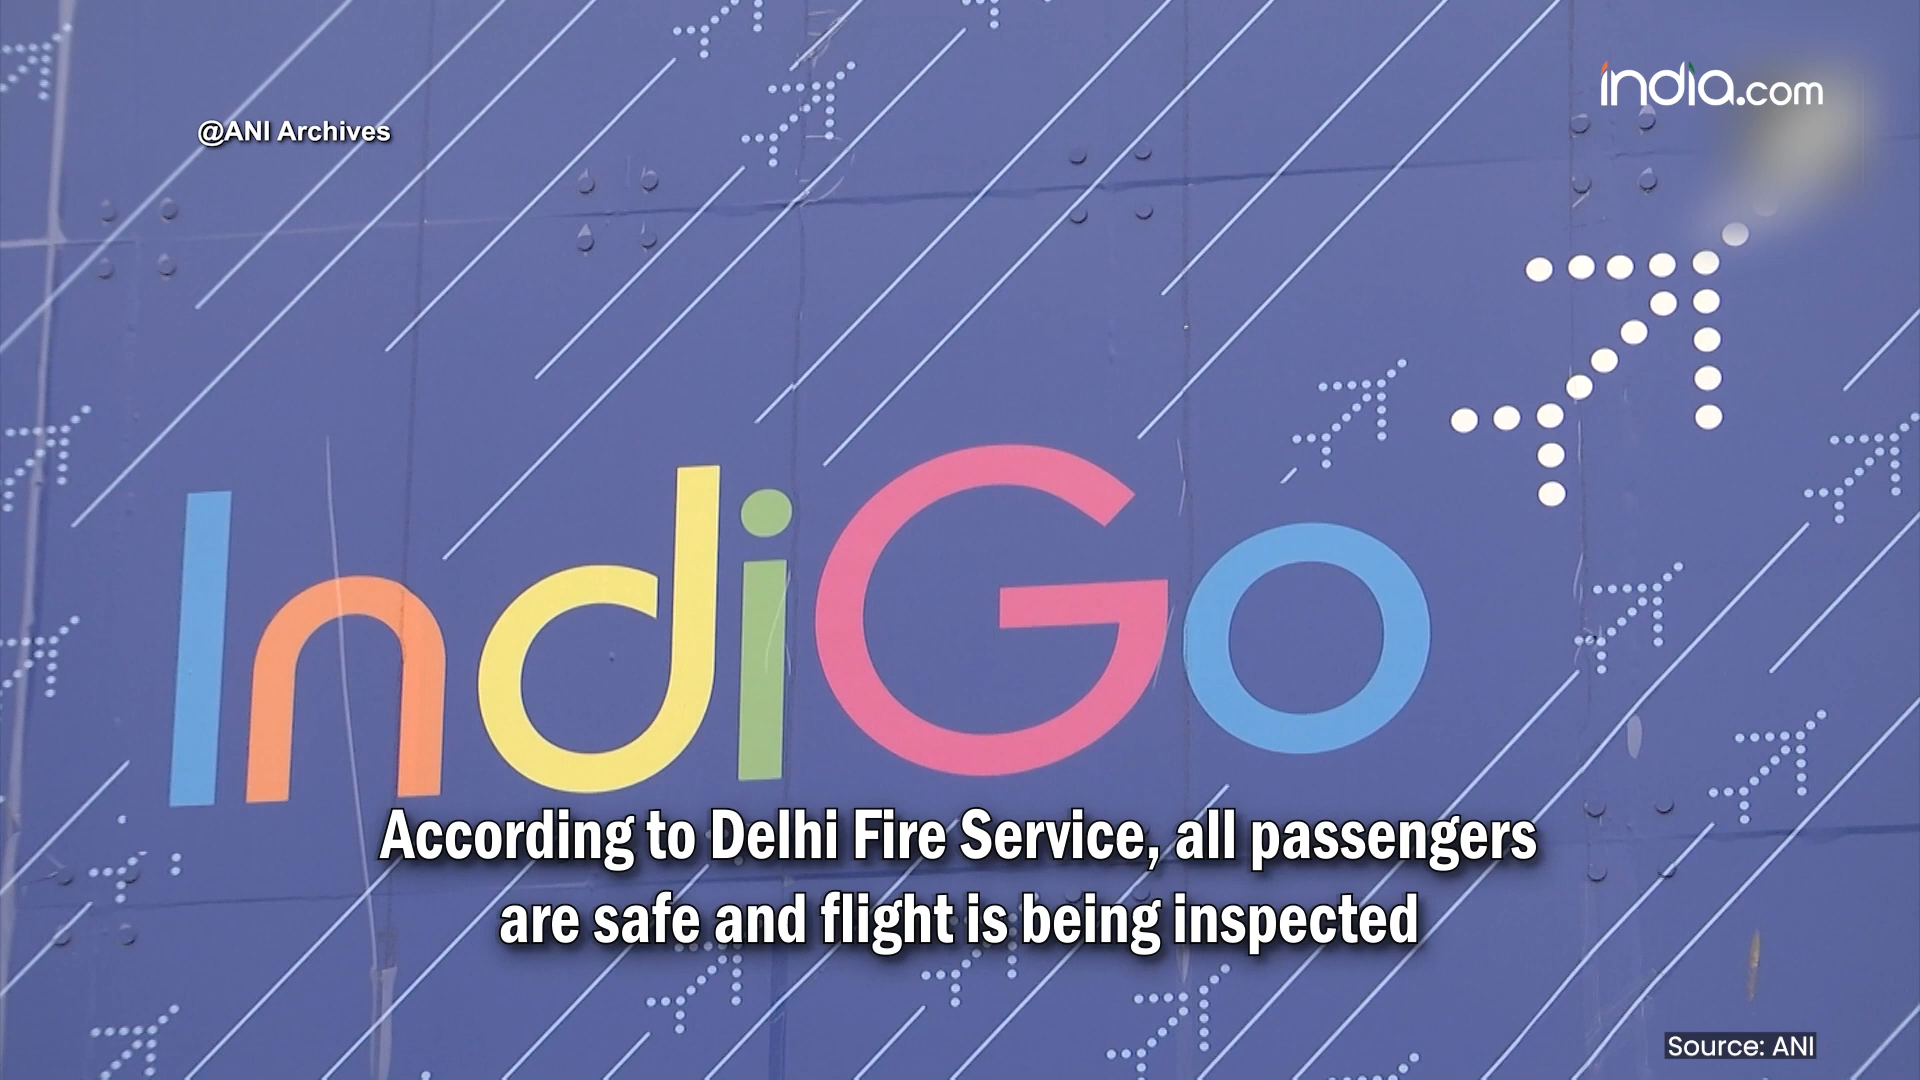 india.com
@ANI Archives
IndiGo
According to Delhi Fire Service, all passengers
are safe and flight is being inspected
Source: ANI